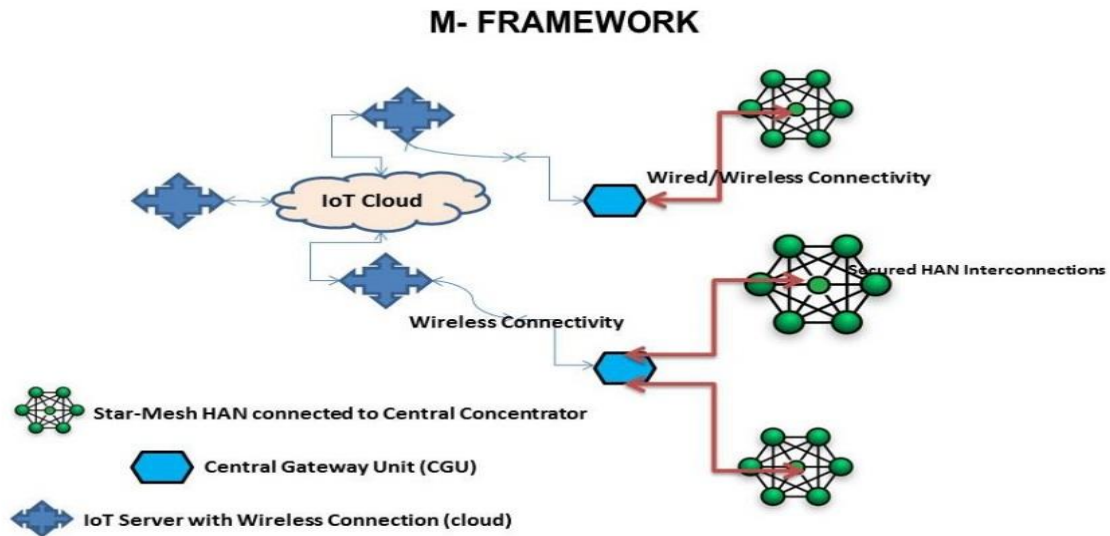 M- FRAMEWORK
IoT Cloud
Wired/Wireless Connectivity
Secured HAN Interconnections
Wireless Connectivity
Star-Mesh HAN connected to Central Concentrator
Central Gateway Unit (CGU)
IoT Server with Wireless Connection (cloud)